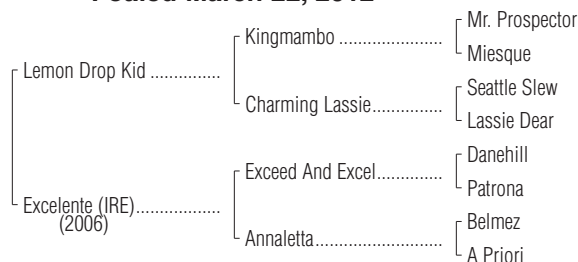 Foaled March 22, 2012
Mr. Prospector
Kingmambo
Miesque
Lemon Drop Kid
Seattle Slew
Charming Lassie
Lassie Dear
Danehill
Exceed And Excel
Patrona
Excelente (IRE)
(2006)
Belmez
Annaletta
A Priori